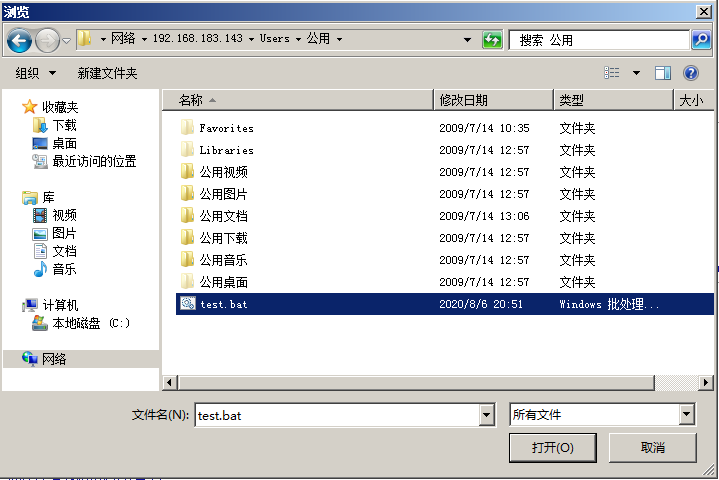 浏览
网络 192.168.183.143 Users 公用
搜索 公用
组织 新建文件夹
收藏夹
下载
桌面
最近访问的位置
库
视频
图片
文档
音乐
计算机
本地磁盘 (C:)
网络
名称 修改日期 类型 大小
Favorites 2009/7/14 10:35 文件夹
Libraries 2009/7/14 12:57 文件夹
公用视频 2009/7/14 12:57 文件夹
公用图片 2009/7/14 12:57 文件夹
公用文档 2009/7/14 13:06 文件夹
公用下载 2009/7/14 12:57 文件夹
公用音乐 2009/7/14 12:57 文件夹
公用桌面 2009/7/14 12:57 文件夹
test.bat 2020/8/6 20:51 Windows 批处理...
文件名(N): test.bat 所有文件
打开(O) 取消